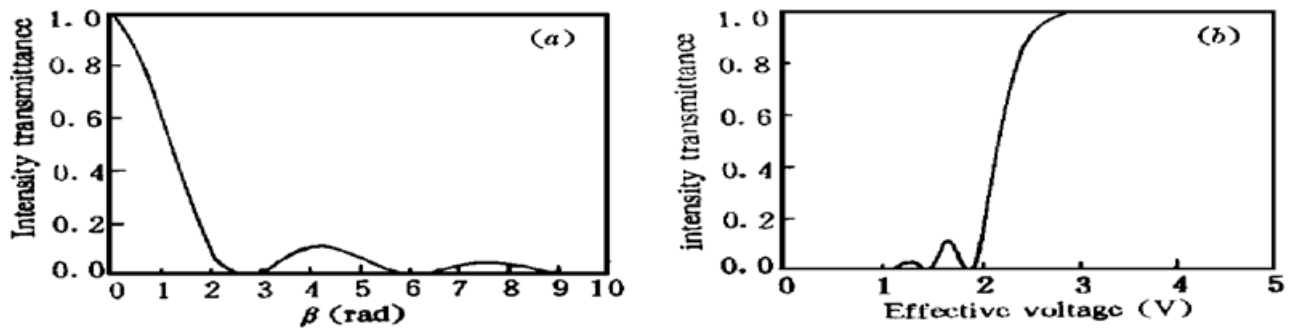 Intensity transmittance
1.0
0.8
0.6
0.4
0.2
0.0
(a)
0 1 2 3 4 5 6 7 8 9 10
β (rad)
intensity transmittance
1.0
0.8
0.6
0.4
0.2
0.0
(b)
0 1 2 3 4 5
Effective voltage (V)